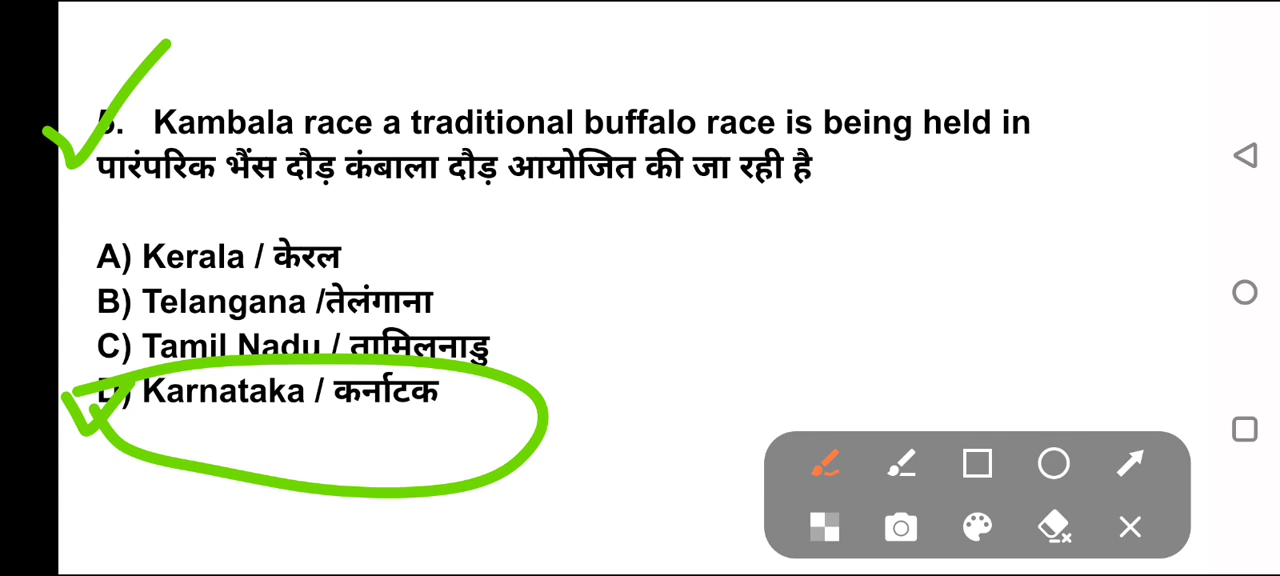 5. Kambala race a traditional buffalo race is being held in
पारंपरिक भैंस दौड़ कंबाला दौड़ आयोजित की जा रही है
A) Kerala / केरल
B) Telangana /तेलंगाना
C) Tamil Nadu / तामिलनाडु
D) Karnataka / कर्नाटक